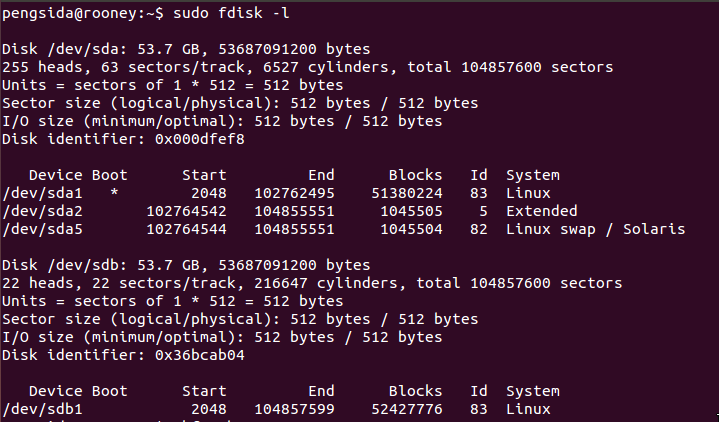 pengsida@rooney:~$ sudo fdisk -l
Disk /dev/sda: 53.7 GB, 53687091200 bytes
255 heads, 63 sectors/track, 6527 cylinders, total 104857600 sectors
Units = sectors of 1 * 512 = 512 bytes
Sector size (logical/physical): 512 bytes / 512 bytes
I/O size (minimum/optimal): 512 bytes / 512 bytes
Disk identifier: 0x000dfef8
Device Boot Start End Blocks Id System
/dev/sda1 * 2048 102762495 51380224 83 Linux
/dev/sda2 102764542 104855551 1045505 5 Extended
/dev/sda5 102764544 104855551 1045504 82 Linux swap / Solaris
Disk /dev/sdb: 53.7 GB, 53687091200 bytes
22 heads, 22 sectors/track, 216647 cylinders, total 104857600 sectors
Units = sectors of 1 * 512 = 512 bytes
Sector size (logical/physical): 512 bytes / 512 bytes
I/O size (minimum/optimal): 512 bytes / 512 bytes
Disk identifier: 0x36bcab04
Device Boot Start End Blocks Id System
/dev/sdb1 2048 104857599 52427776 83 Linux